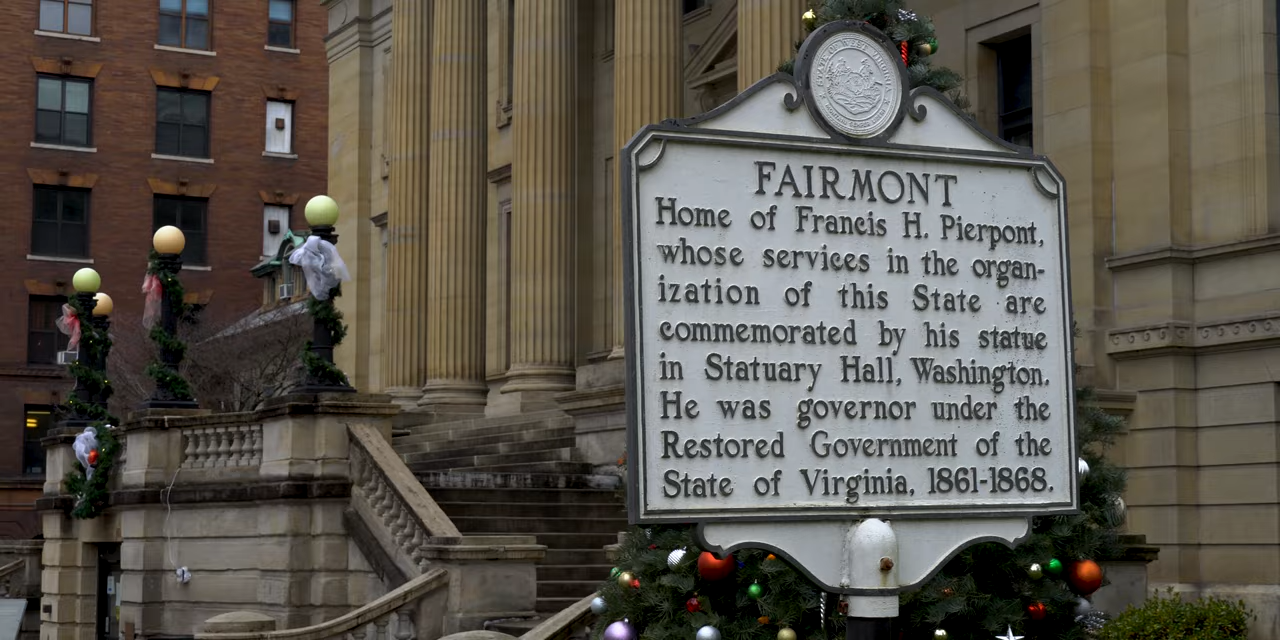 FAIRMONT
Home of Francis H. Pierpont,
whose services in the organ-
ization of this State are
commemorated by his statue
in Statuary Hall, Washington.
He was governor under the
Restored Government of the
State of Virginia, 1861-1868.